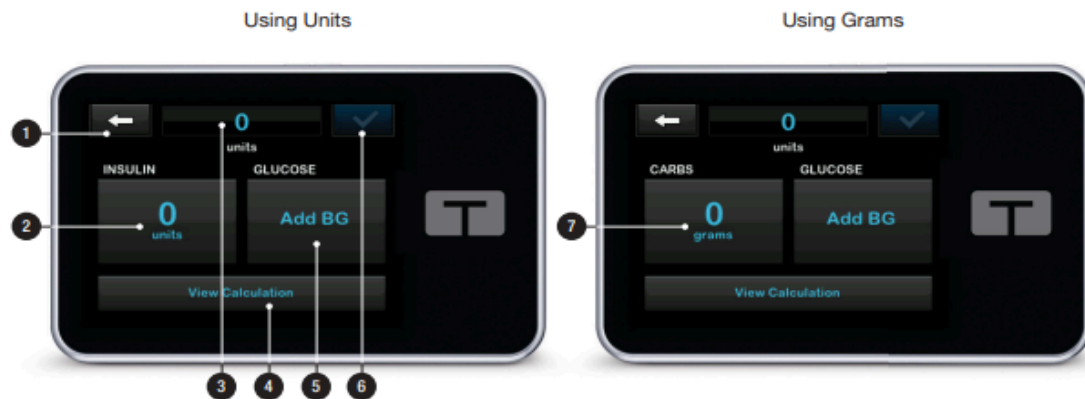 Using Units
Using Grams
0
units
INSULIN
GLUCOSE
0
units
Add BG
View Calculation
1
2
3
4
5
6
0
units
CARBS
GLUCOSE
0
grams
Add BG
View Calculation
7
T
T